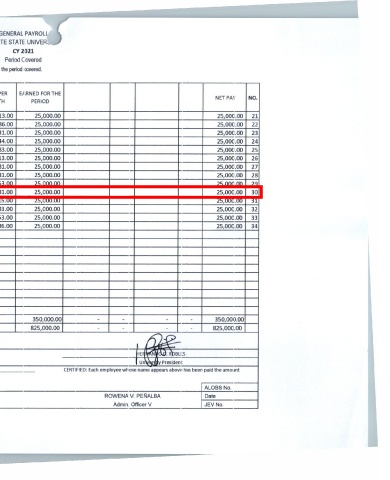 GENERAL PAYROLL
TE STATE UNIVER
CY 2021
Period Covered
the period covered.
PER EARNED FOR THE NET PAY NO.
TH PERIOD
13.00 25,000.00 25,000.00 21
86.00 25,000.00 25,000.00 22
31.00 25,000.00 25,000.00 23
44.00 25,000.00 25,000.00 24
33.00 25,000.00 25,000.00 25
13.00 25,000.00 25,000.00 26
31.00 25,000.00 25,000.00 27
31.00 25,000.00 25,000.00 28
53.00 25,000.00 25,000.00 29
31.00 25,000.00 25,000.00 30
25,000.00 25,000.00 31
33.00 25,000.00 25,000.00 32
53.00 25,000.00 25,000.00 33
86.00 25,000.00 25,000.00 34
350,000.00 - - - - 350,000.00
825,000.00 - - - - 825,000.00
ROBLES
University President
CERTIFIED: Each employee whose name appears above has been paid the amount
ALOBS No.
ROWENA V. PEÑALBA Date
Admin. Officer V JEV No.